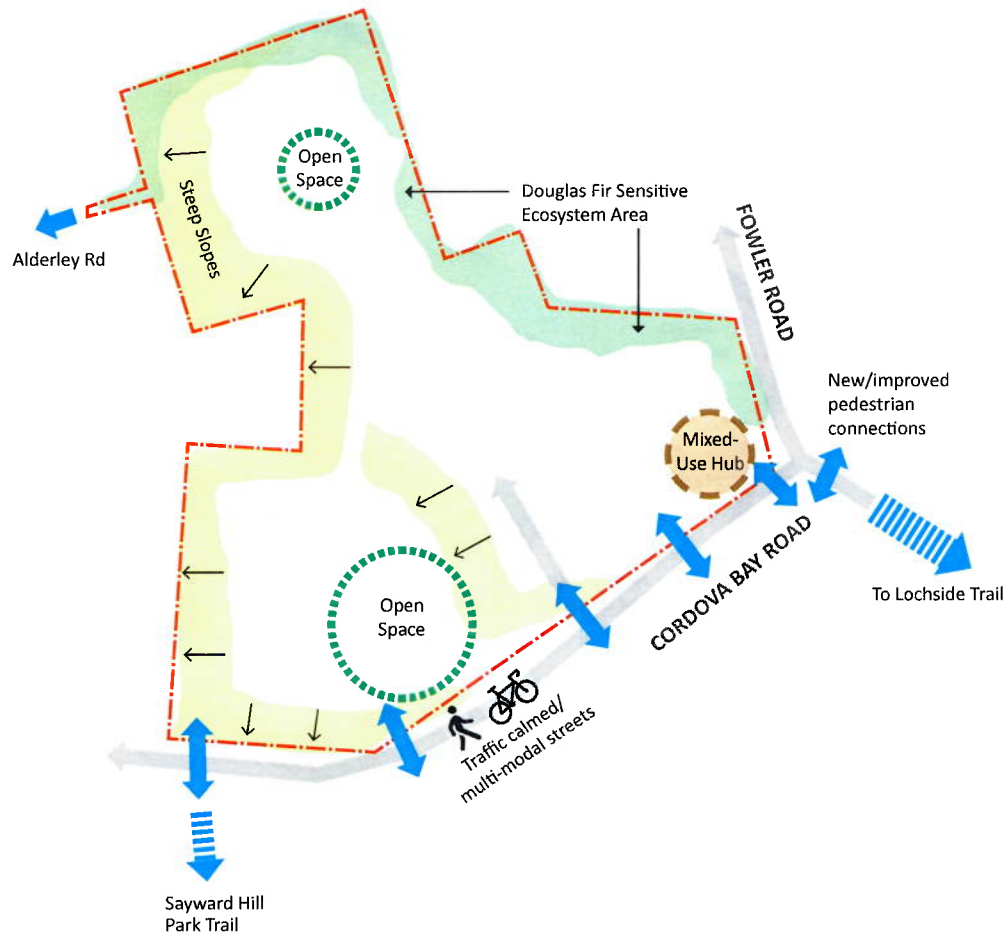 Open
Space
Steep Slopes
Douglas Fir Sensitive
Ecosystem Area
Alderley Rd
FOWLER ROAD
New/improved
pedestrian
connections
Mixed-
Use Hub
CORDOVA BAY ROAD
To Lochside Trail
Open
Space
Traffic calmed/
multi-modal streets
Sayward Hill
Park Trail